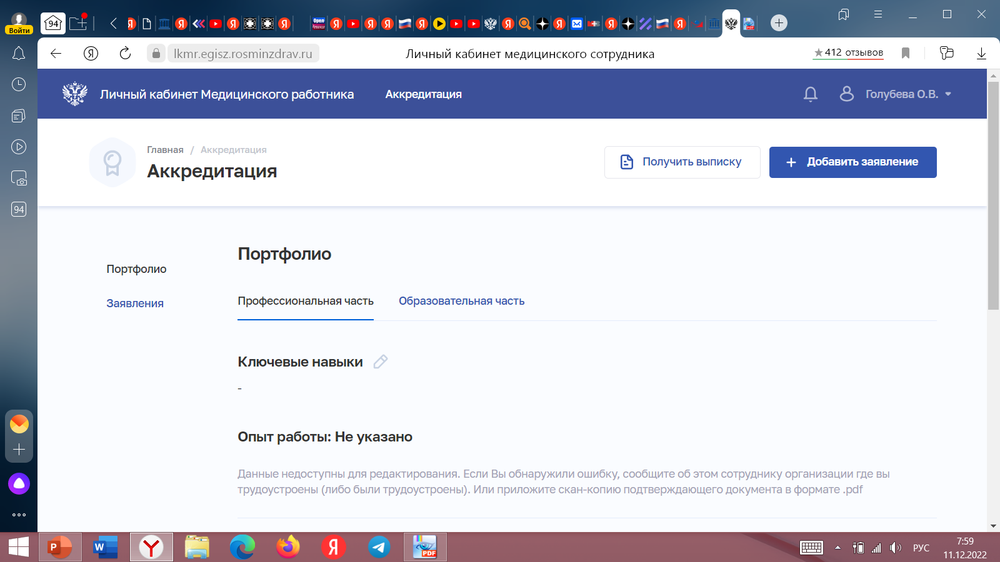 Войти
94
lkmr.egisz.rosminzdrav.ru
Личный кабинет медицинского сотрудника
★412 отзывов
Личный кабинет Медицинского работника
Аккредитация
Голубева О.В.
Главная / Аккредитация
Аккредитация
Получить выписку
+ Добавить заявление
94
Портфолио
Заявления
Портфолио
Профессиональная часть
Образовательная часть
Ключевые навыки
-
Опыт работы: Не указано
Данные недоступны для редактирования. Если Вы обнаружили ошибку, сообщите об этом сотруднику организации где вы
трудоустроены (либо были трудоустроены). Или приложите скан-копию подтверждающего документа в формате .pdf
РУС
7:59
11.12.2022